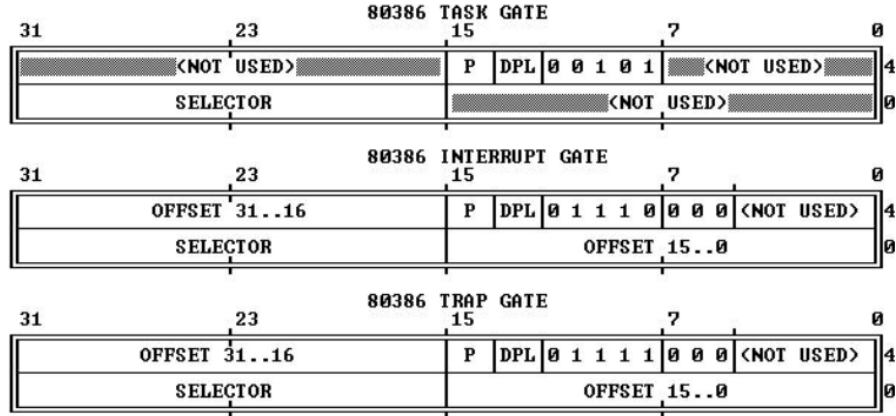 80386 TASK GATE
31 23 15 7 0
(NOT USED) P DPL 0 0 1 0 1 (NOT USED) 4
SELECTOR (NOT USED) 0
80386 INTERRUPT GATE
31 23 15 7 0
OFFSET 31..16 P DPL 0 1 1 1 0 0 0 0 (NOT USED) 4
SELECTOR OFFSET 15..0 0
80386 TRAP GATE
31 23 15 7 0
OFFSET 31..16 P DPL 0 1 1 1 1 0 0 0 (NOT USED) 4
SELECTOR OFFSET 15..0 0